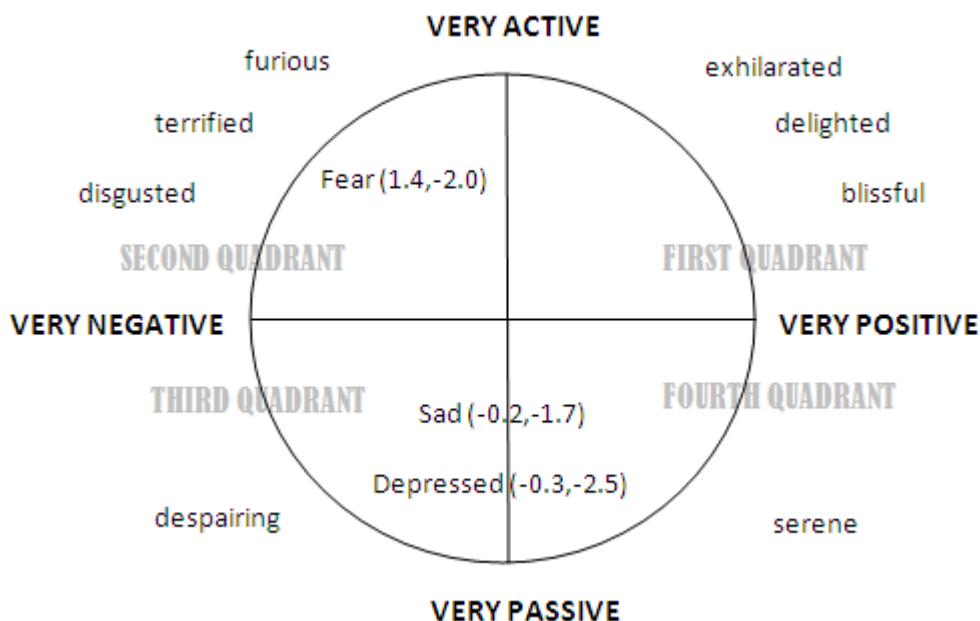 VERY ACTIVE
furious
exhilarated
terrified
delighted
Fear (1.4,-2.0)
disgusted
blissful
SECOND QUADRANT
FIRST QUADRANT
VERY NEGATIVE
VERY POSITIVE
THIRD QUADRANT
FOURTH QUADRANT
Sad (-0.2,-1.7)
Depressed (-0.3,-2.5)
despairing
serene
VERY PASSIVE